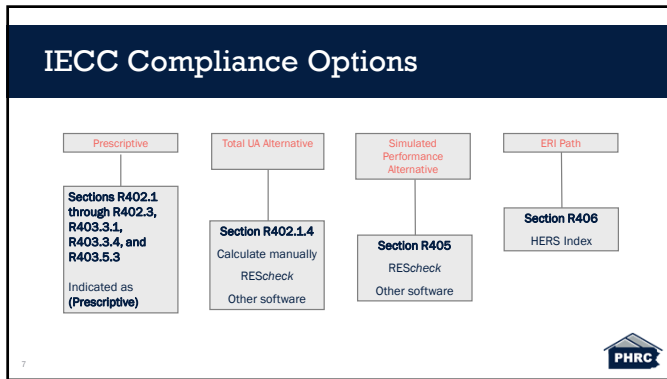 IECC Compliance Options
Prescriptive
Sections R402.1
through R402.3,
R403.3.1,
R403.3.4, and
R403.5.3
Indicated as
(Prescriptive)
Total UA Alternative
Section R402.1.4
Calculate manually
REScheck
Other software
Simulated
Performance
Alternative
Section R405
REScheck
Other software
ERI Path
Section R406
HERS Index
7
PHRC